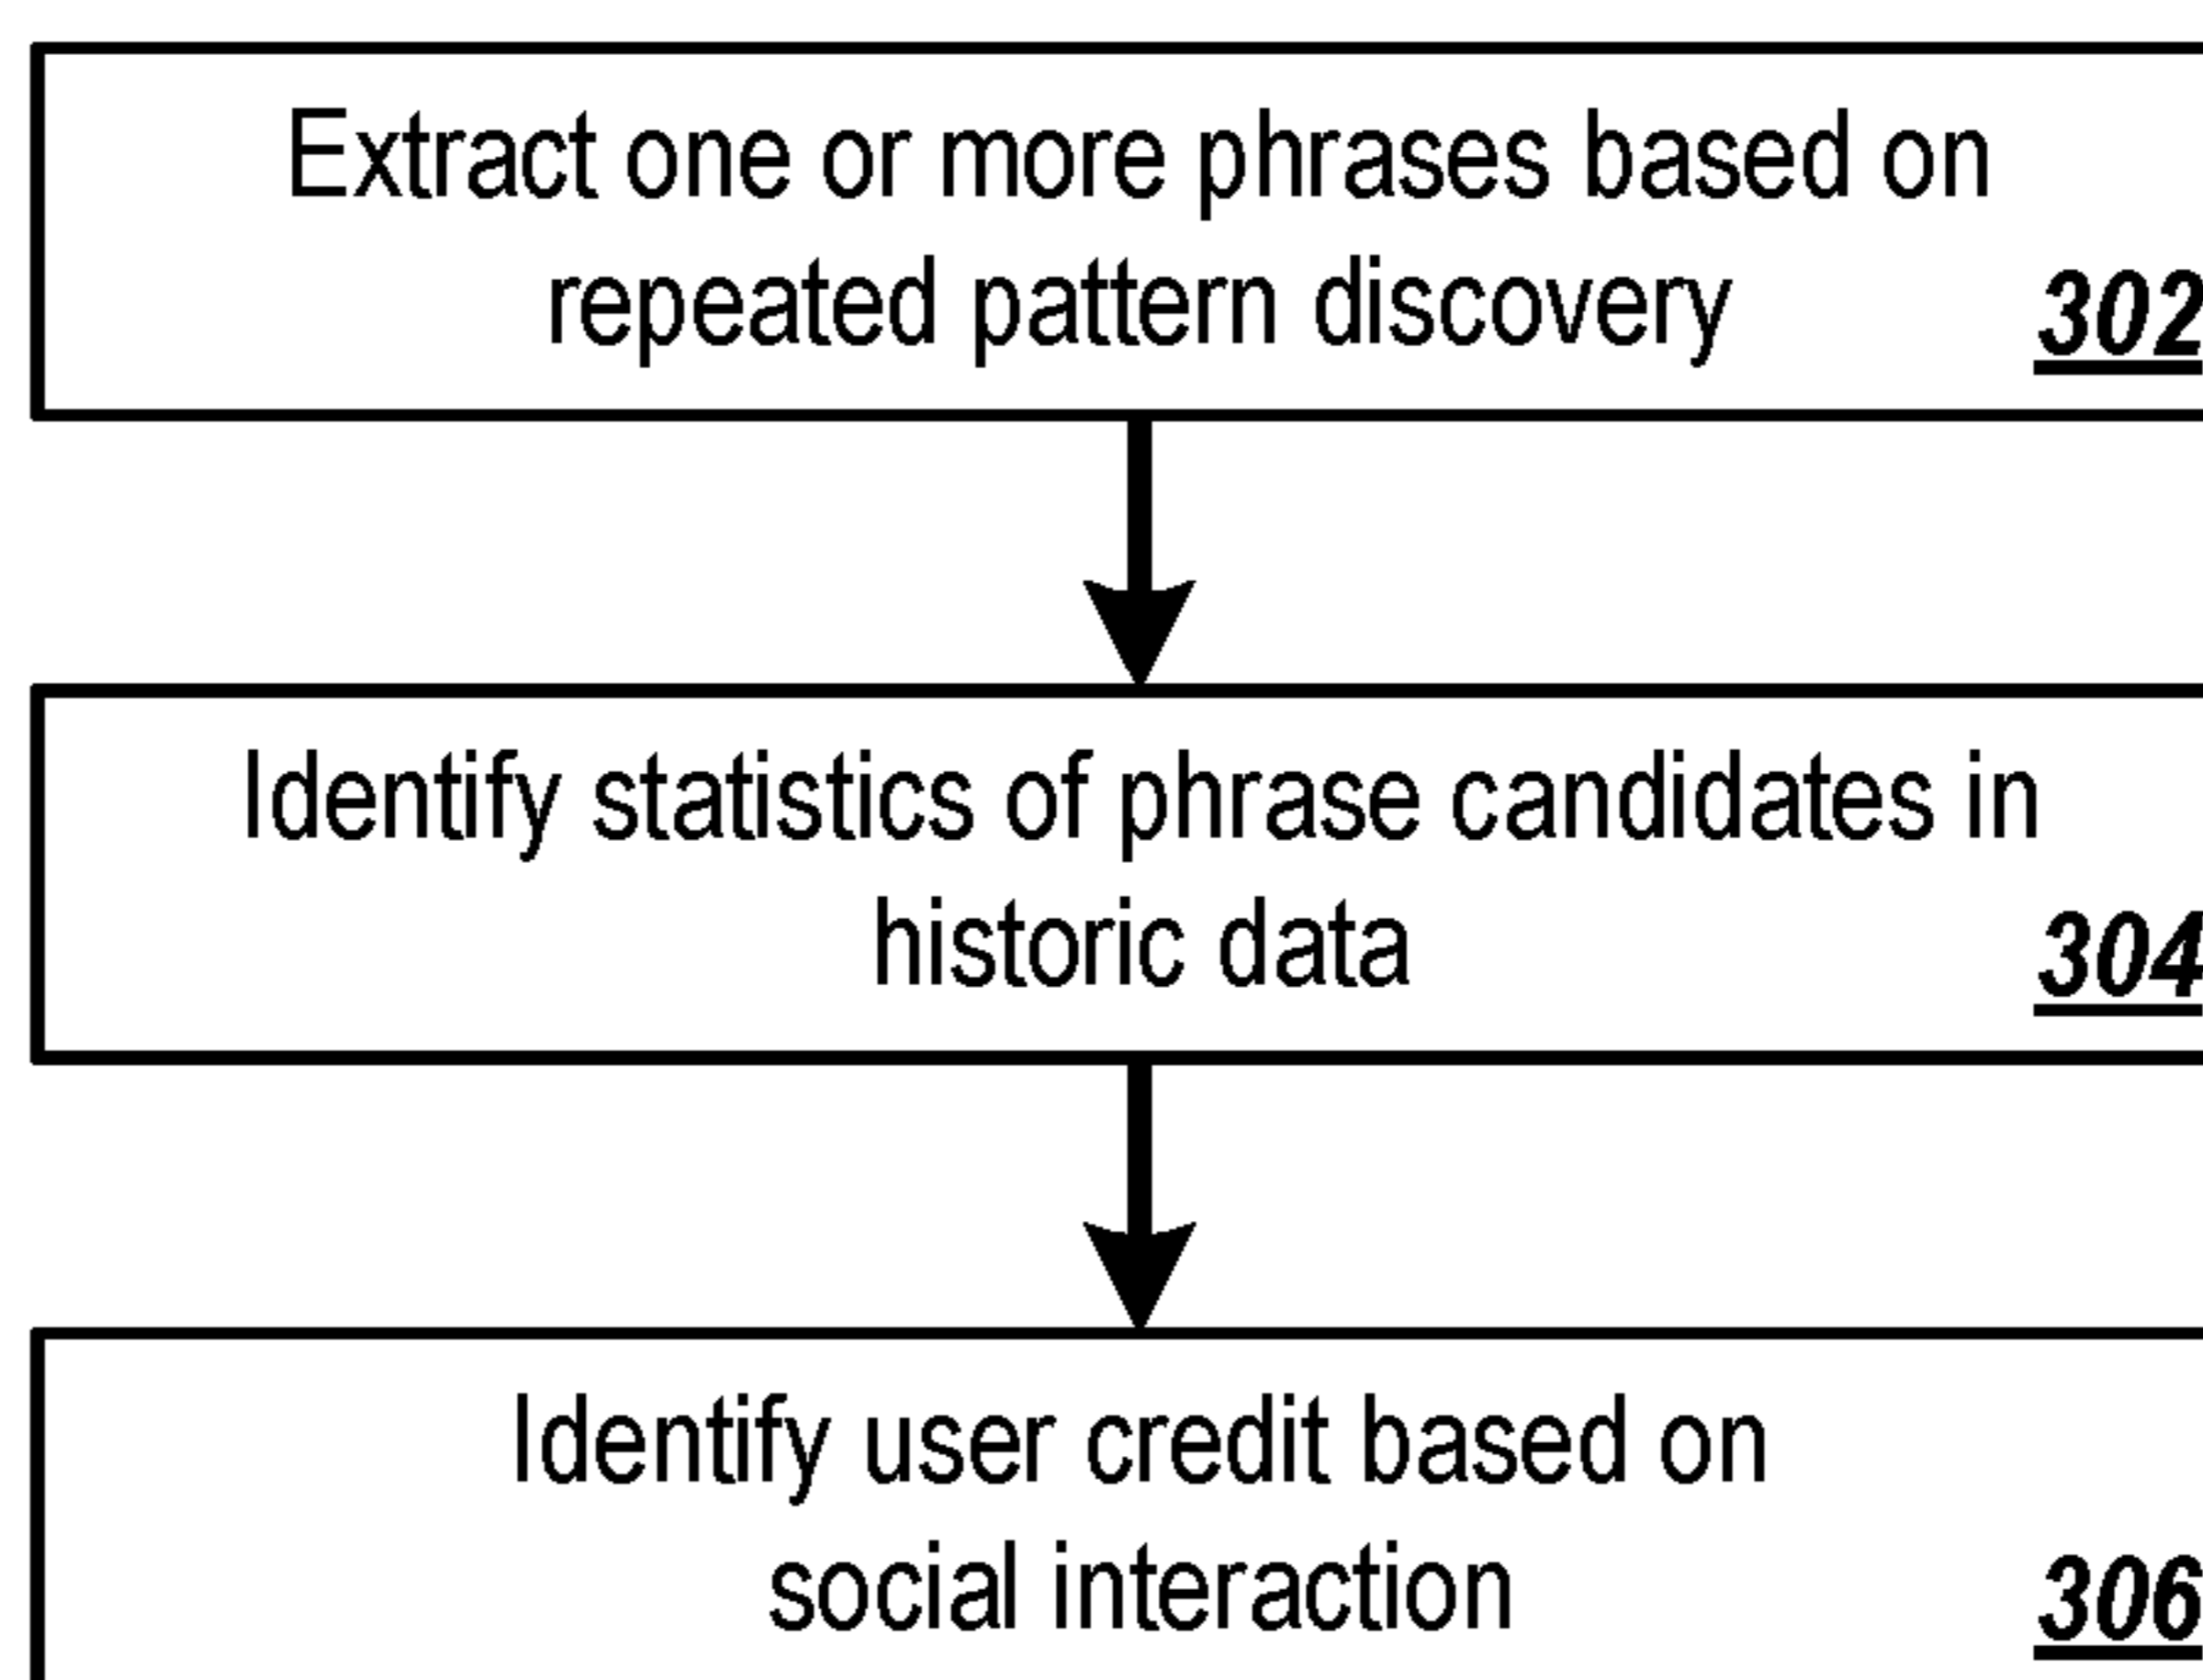 Extract one or more phrases based on
repeated pattern discovery
302
Identify statistics of phrase candidates in
historic data
304
Identify user credit based on
social interaction
306